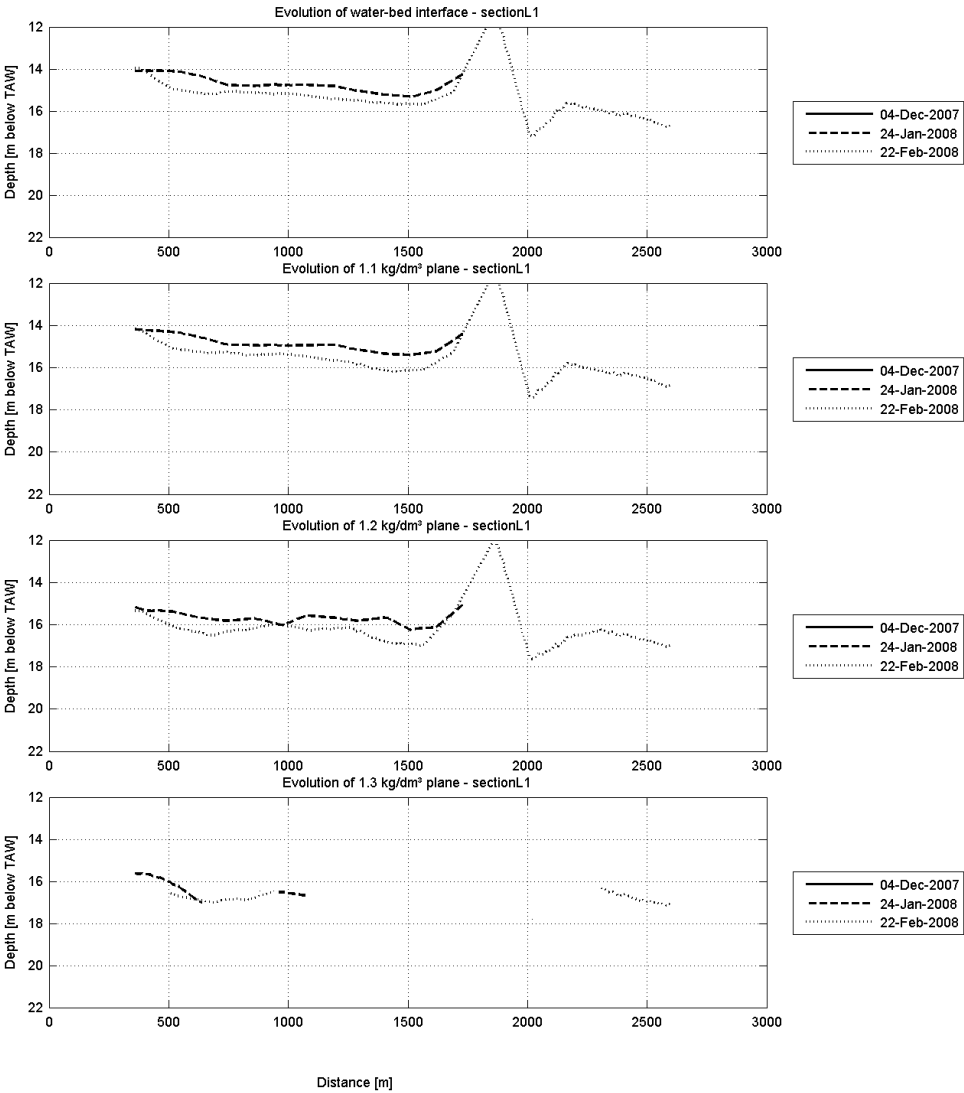 Evolution of water-bed interface - sectionL1
12
14
16
18
20
22
Depth [m below TAW]
0 500 1000 1500 2000 2500 3000
04-Dec-2007
24-Jan-2008
22-Feb-2008
Evolution of 1.1 kg/dm³ plane - sectionL1
12
14
16
18
20
22
Depth [m below TAW]
0 500 1000 1500 2000 2500 3000
04-Dec-2007
24-Jan-2008
22-Feb-2008
Evolution of 1.2 kg/dm³ plane - sectionL1
12
14
16
18
20
22
Depth [m below TAW]
0 500 1000 1500 2000 2500 3000
04-Dec-2007
24-Jan-2008
22-Feb-2008
Evolution of 1.3 kg/dm³ plane - sectionL1
12
14
16
18
20
22
Depth [m below TAW]
0 500 1000 1500 2000 2500 3000
04-Dec-2007
24-Jan-2008
22-Feb-2008
Distance [m]